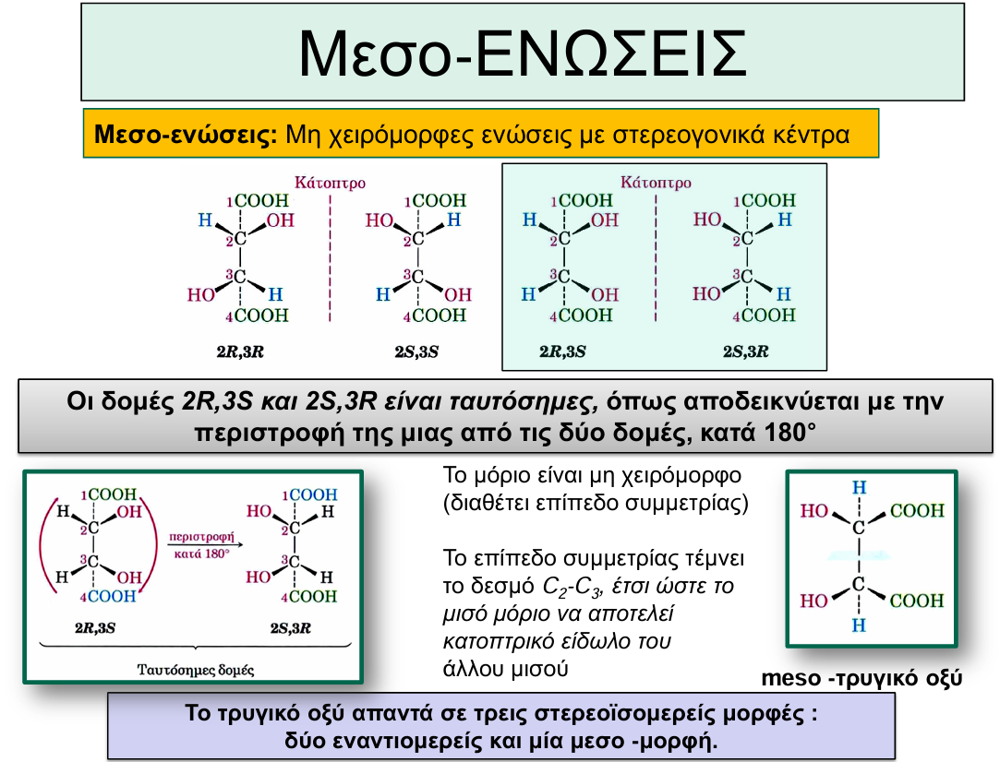 Μεσο-ΕΝΩΣΕΙΣ
Μεσο-ενώσεις: Μη χειρόμορφες ενώσεις με στερεογονικά κέντρα
Κάτοπτρο
1COOH
H
OH
2C
3C
HO
H
4COOH
2R,3R
1COOH
HO
H
2C
3C
H
OH
4COOH
2S,3S
Κάτοπτρο
1COOH
H
OH
2C
3C
H
OH
4COOH
2R,3S
1COOH
HO
H
2C
3C
HO
H
4COOH
2S,3R
Οι δομές 2R,3S και 2S,3R είναι ταυτόσημες, όπως αποδεικνύεται με την
περιστροφή της μιας από τις δύο δομές, κατά 180°
1COOH
H
OH
2C
3C
H
OH
4COOH
2R,3S
περιστροφή
κατά 180°
1COOH
HO
H
2C
3C
HO
H
4COOH
2S,3R
Ταυτόσημες δομές
Το μόριο είναι μη χειρόμορφο
(διαθέτει επίπεδο συμμετρίας)
Το επίπεδο συμμετρίας τέμνει
το δεσμό C2-C3, έτσι ώστε το
μισό μόριο να αποτελεί
κατοπτρικό είδωλο του
άλλου μισού
H
HO
COOH
C
C
HO
COOH
H
meso -τρυγικό οξύ
Το τρυγικό οξύ απαντά σε τρεις στερεοϊσομερείς μορφές :
δύο εναντιομερείς και μία μεσο -μορφή.